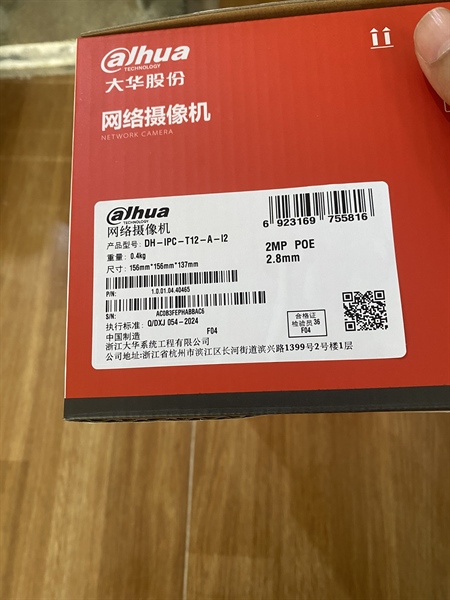 alhua
TECHNOLOGY
大华股份
网络摄像机
NETWORK CAMERA
alhua
TECHNOLOGY
网络摄像机
产品型号: DH-IPC-T12-A-I2
重量: 0.4kg
尺寸: 156mm*156mm*137mm
P/N: 1.0.01.04.40465
S/N: AC0B3FEPHABBAC6
F04
执行标准: Q/DXJ 054-2024
中国制造
浙江大华系统工程有限公司
公司地址:浙江省杭州市滨江区长河街道滨兴路1399号2号楼1层
6 923169 755816
2MP POE
2.8mm
合格证
检验员36
F04